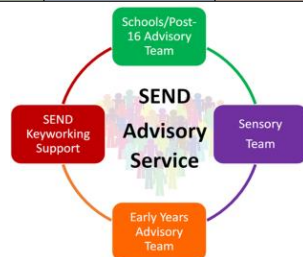 Schools/Post-
16 Advisory
Team
SEND
Advisory
Service
SEND
Keyworking
Support
Sensory
Team
Early Years
Advisory
Team